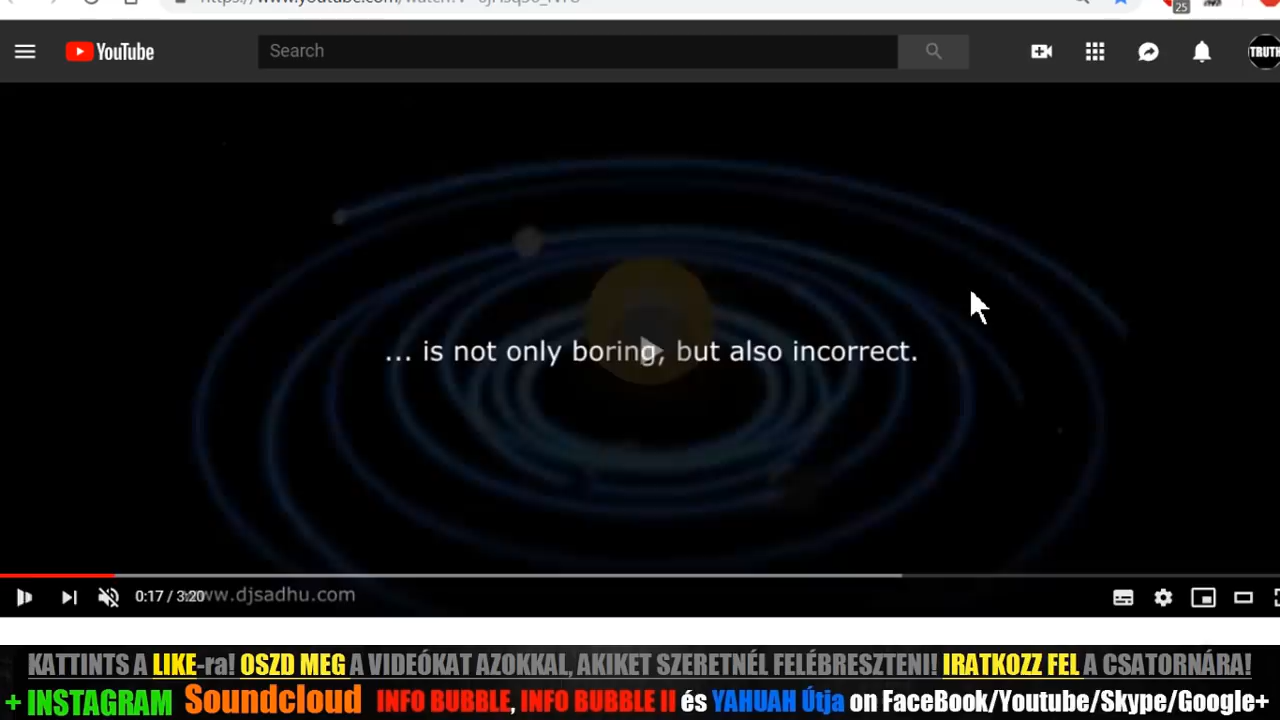 YouTube
Search
25
TRUTH
... is not only boring, but also incorrect.
0:17 / 3:20
www.djsadhu.com
KATTINTS A LIKE-ra! OSZD MEG A VIDEÓKAT AZOKKAL, AKIKET SZERETNÉL FELÉBRESZTENI! IRATKOZZ FEL A CSATORNÁRA!
+ INSTAGRAM Soundcloud INFO BUBBLE, INFO BUBBLE II és YAHUAH Útja on FaceBook/Youtube/Skype/Google+